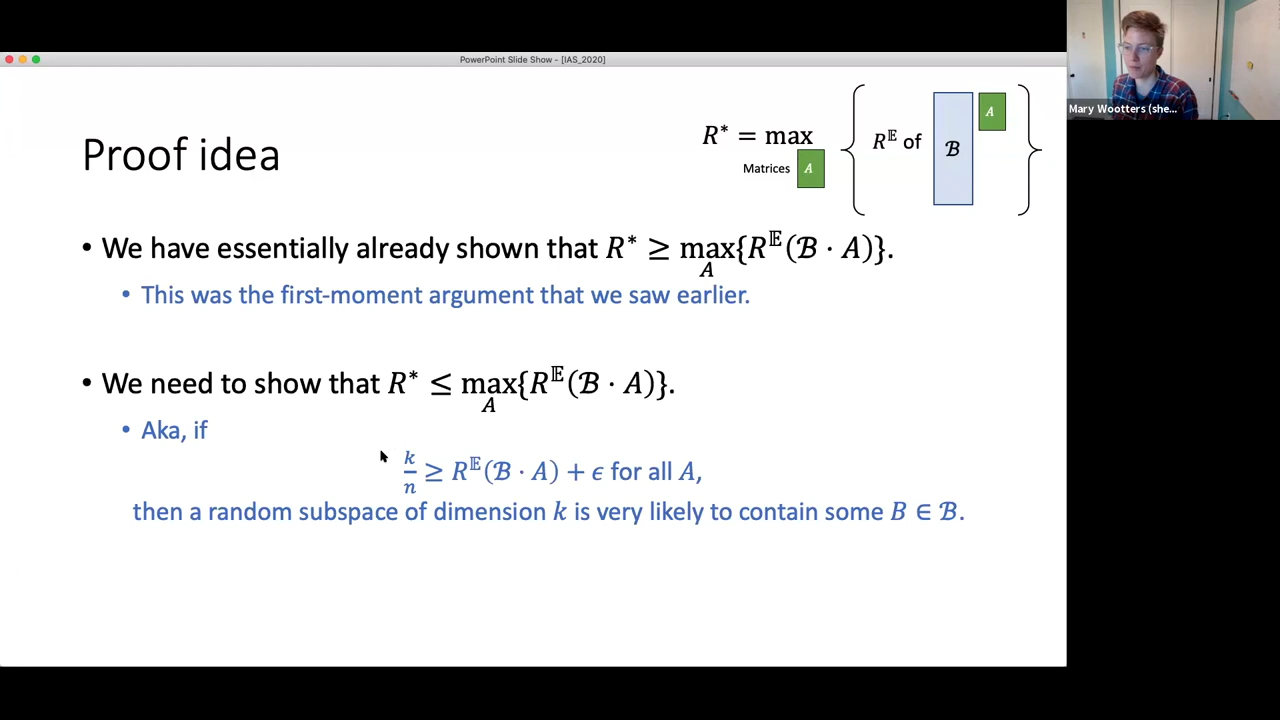 PowerPoint Slide Show - [IAS_2020]
Proof idea
R* = max { R^𝔼 of ℬ A }
Matrices A
• We have essentially already shown that R* ≥ max{R^𝔼(ℬ · A)}.
A
• This was the first-moment argument that we saw earlier.
• We need to show that R* ≤ max{R^𝔼(ℬ · A)}.
A
• Aka, if
k/n ≥ R^𝔼(ℬ · A) + ϵ for all A,
then a random subspace of dimension k is very likely to contain some B ∈ ℬ.
Mary Wootters (she...